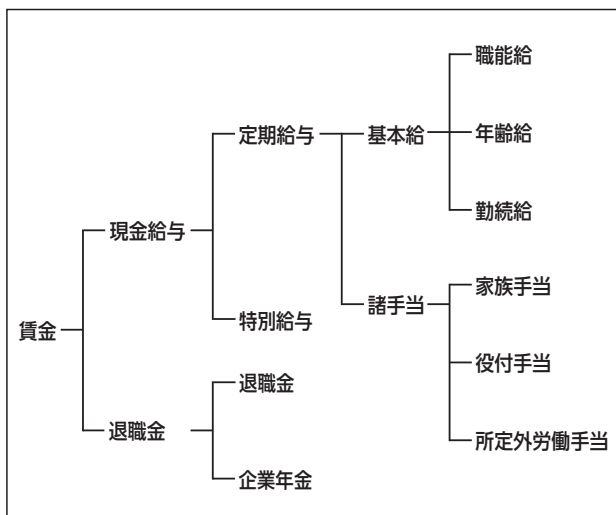 賃金
現金給与
定期給与
基本給
職能給
年齢給
勤続給
諸手当
家族手当
役付手当
所定外労働手当
特別給与
退職金
退職金
企業年金